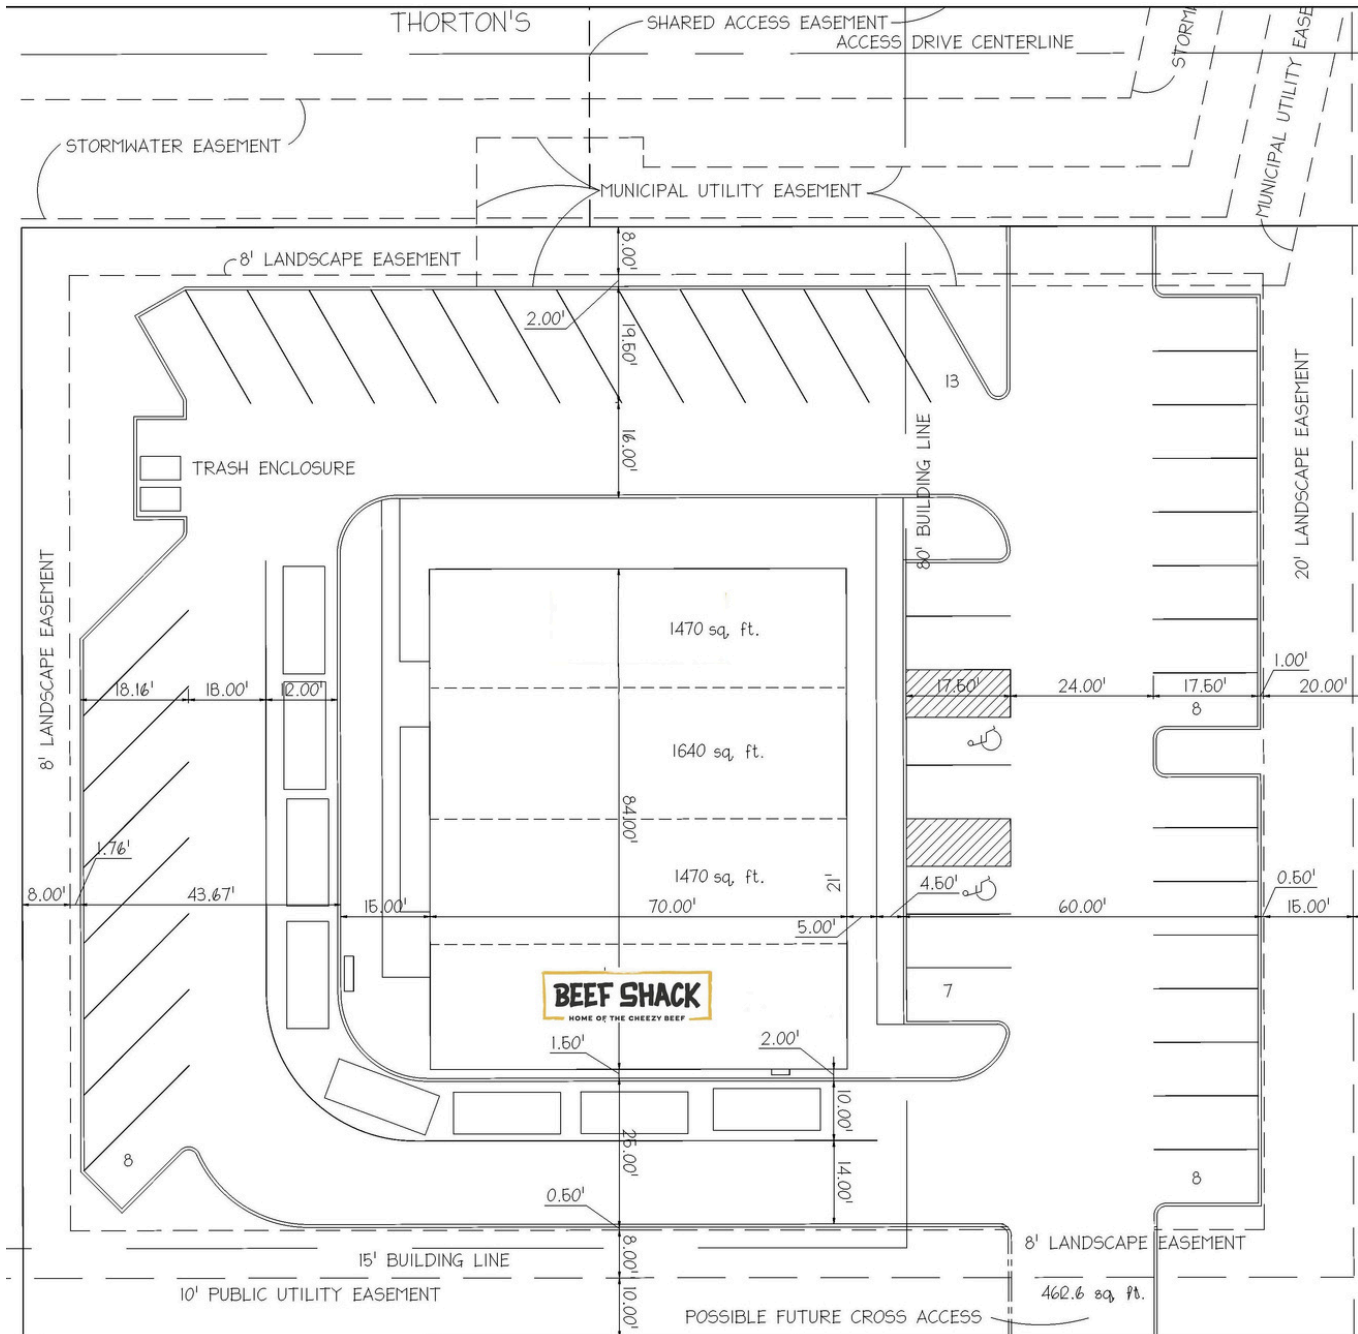 THORTON'S
SHARED ACCESS EASEMENT
ACCESS DRIVE CENTERLINE
STORMWATER EASEMENT
MUNICIPAL UTILITY EASEMENT
MUNICIPAL UTILITY EASE
8' LANDSCAPE EASEMENT
8.00'
2.00'
19.50'
13
16.00'
TRASH ENCLOSURE
80' BUILDING LINE
20' LANDSCAPE EASEMENT
8' LANDSCAPE EASEMENT
1470 sq. ft.
18.16'
18.00'
12.00'
17.50'
24.00'
17.50'
1.00'
20.00'
8
1640 sq. ft.
84.00'
1.76'
1470 sq. ft.
21'
4.50'
0.50'
8.00'
43.67'
15.00'
70.00'
5.00'
60.00'
15.00'
BEEF SHACK
HOME OF THE CHEEZY BEEF
7
1.50'
2.00'
10.00'
25.00'
14.00'
8
8
0.50'
8.00'
15' BUILDING LINE
8' LANDSCAPE EASEMENT
10' PUBLIC UTILITY EASEMENT
10.00'
462.6 sq. ft.
POSSIBLE FUTURE CROSS ACCESS